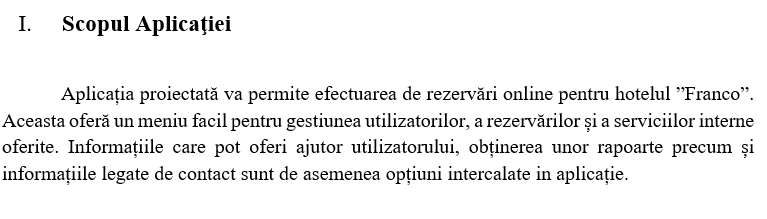 I. Scopul Aplicaţiei
Aplicația proiectată va permite efectuarea de rezervări online pentru hotelul ”Franco”.
Aceasta oferă un meniu facil pentru gestiunea utilizatorilor, a rezervărilor și a serviciilor interne
oferite. Informațiile care pot oferi ajutor utilizatorului, obținerea unor rapoarte precum și
informațiile legate de contact sunt de asemenea opțiuni intercalate in aplicație.